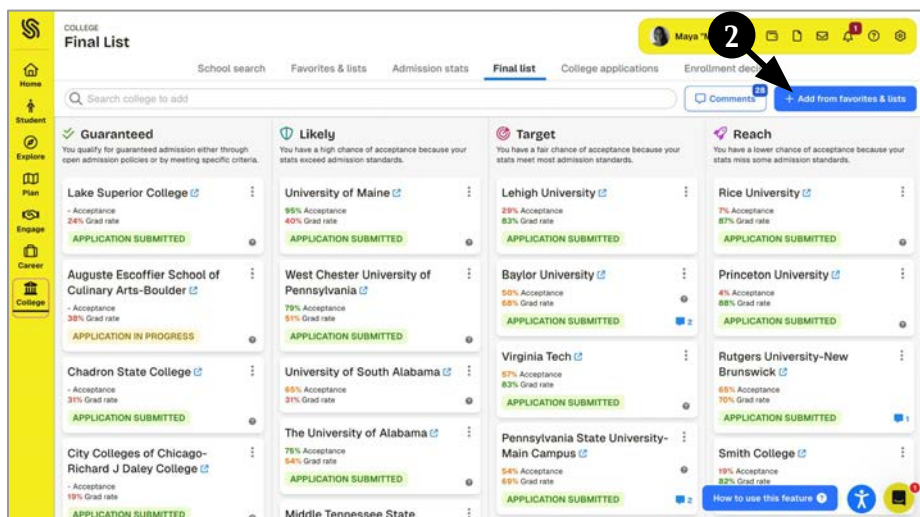 COLLEGE
Final List
Maya "M
2
1
School search Favorites & lists Admission stats Final list College applications Enrollment dec
Search college to add
Comments 28
+ Add from favorites & lists
Home
Student
Explore
Plan
Engage
Career
College
Guaranteed
You qualify for guaranteed admission either through
open admission policies or by meeting specific criteria.
Lake Superior College
- Acceptance
24% Grad rate
APPLICATION SUBMITTED
Auguste Escoffier School of
Culinary Arts-Boulder
- Acceptance
38% Grad rate
APPLICATION IN PROGRESS
Chadron State College
- Acceptance
31% Grad rate
APPLICATION SUBMITTED
City Colleges of Chicago-
Richard J Daley College
- Acceptance
19% Grad rate
APPLICATION SUBMITTED
Likely
You have a high chance of acceptance because your
stats exceed admission standards.
University of Maine
95% Acceptance
40% Grad rate
APPLICATION SUBMITTED
West Chester University of
Pennsylvania
79% Acceptance
51% Grad rate
APPLICATION SUBMITTED
University of South Alabama
65% Acceptance
31% Grad rate
The University of Alabama
75% Acceptance
54% Grad rate
APPLICATION SUBMITTED
Middle Tennessee State
Target
You have a fair chance of acceptance because your
stats meet most admission standards.
Lehigh University
29% Acceptance
83% Grad rate
APPLICATION SUBMITTED
Baylor University
50% Acceptance
68% Grad rate
APPLICATION SUBMITTED
2
Virginia Tech
57% Acceptance
83% Grad rate
APPLICATION SUBMITTED
Pennsylvania State University-
Main Campus
54% Acceptance
69% Grad rate
APPLICATION SUBMITTED
2
Reach
You have a lower chance of acceptance because your
stats miss some admission standards.
Rice University
7% Acceptance
87% Grad rate
APPLICATION SUBMITTED
Princeton University
4% Acceptance
88% Grad rate
APPLICATION SUBMITTED
Rutgers University-New
Brunswick
65% Acceptance
70% Grad rate
APPLICATION SUBMITTED
1
Smith College
19% Acceptance
82% Grad rate
How to use this feature ?
1